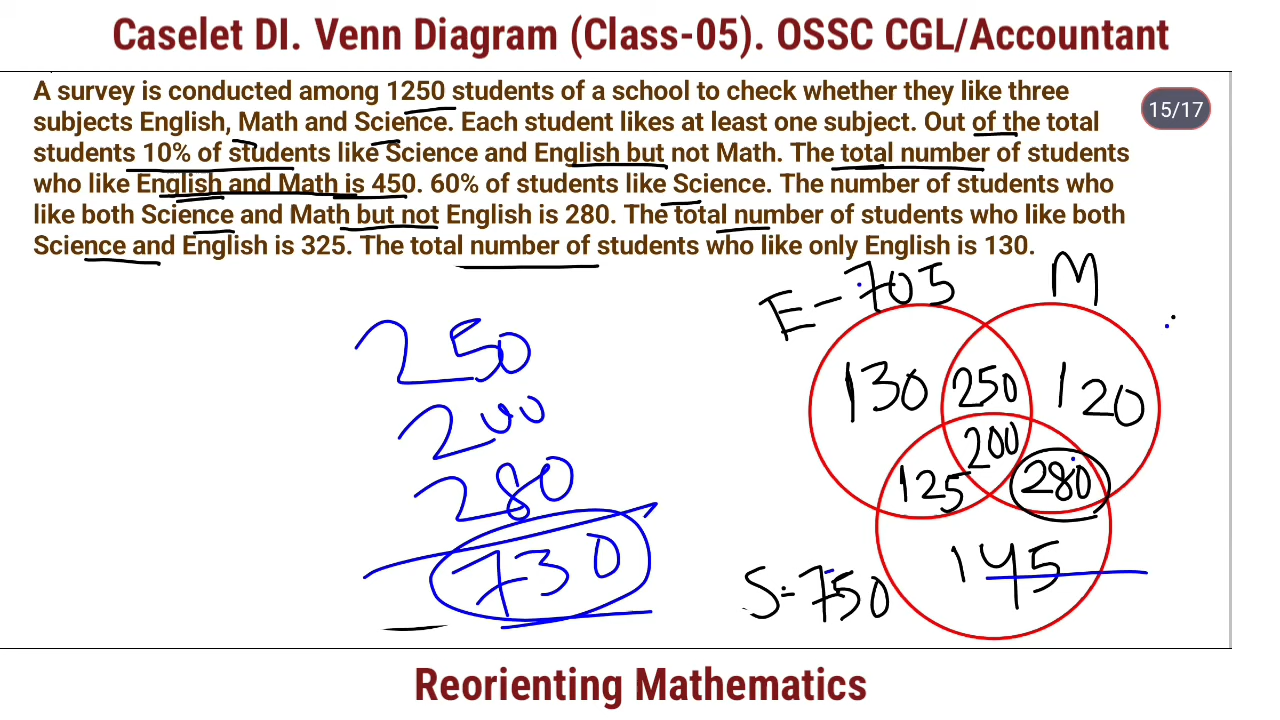 Caselet DI. Venn Diagram (Class-05). OSSC CGL/Accountant
A survey is conducted among 1250 students of a school to check whether they like three
subjects English, Math and Science. Each student likes at least one subject. Out of the total
students 10% of students like Science and English but not Math. The total number of students
who like English and Math is 450. 60% of students like Science. The number of students who
like both Science and Math but not English is 280. The total number of students who like both
Science and English is 325. The total number of students who like only English is 130.
15/17
E - 705
M
250
200
280
730
130
250
120
200
125
280
145
S = 750
Reorienting Mathematics